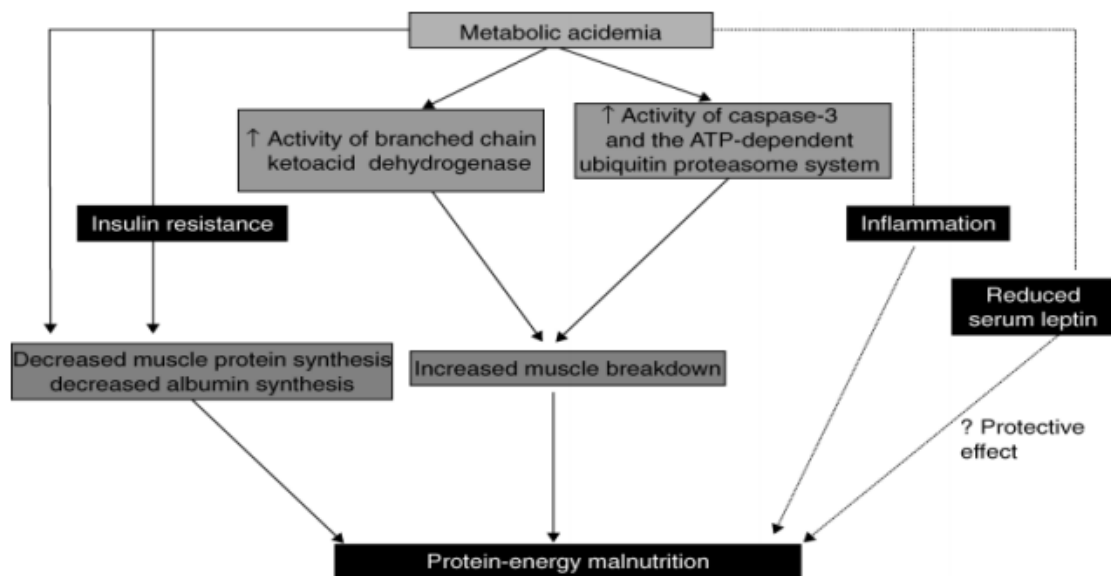 Metabolic acidemia
↑ Activity of branched chain
ketoacid dehydrogenase
↑ Activity of caspase-3
and the ATP-dependent
ubiquitin proteasome system
Insulin resistance
Inflammation
Reduced
serum leptin
Decreased muscle protein synthesis
decreased albumin synthesis
Increased muscle breakdown
? Protective
effect
Protein-energy malnutrition